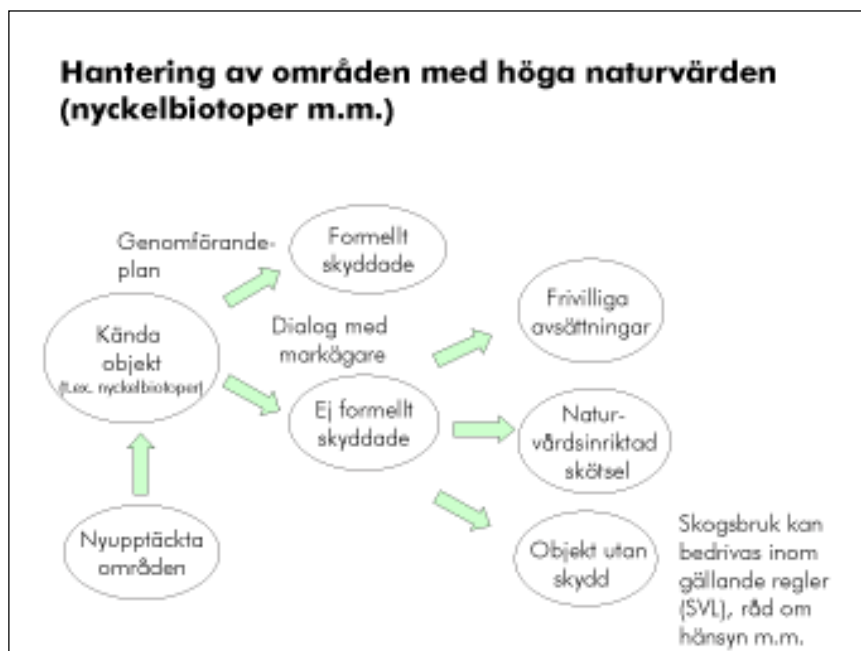 Hantering av områden med höga naturvärden
(nyckelbiotoper m.m.)
Genomförande-
plan
Formellt
skyddade
Kända
objekt
(t.ex. nyckelbiotoper)
Dialog med
markägare
Frivilliga
avsättningar
Ej formellt
skyddade
Natur-
vårdsinriktad
skötsel
Nyupptäckta
områden
Objekt utan
skydd
Skogsbruk kan
bedrivas inom
gällande regler
(SVL), råd om
hänsyn m.m.